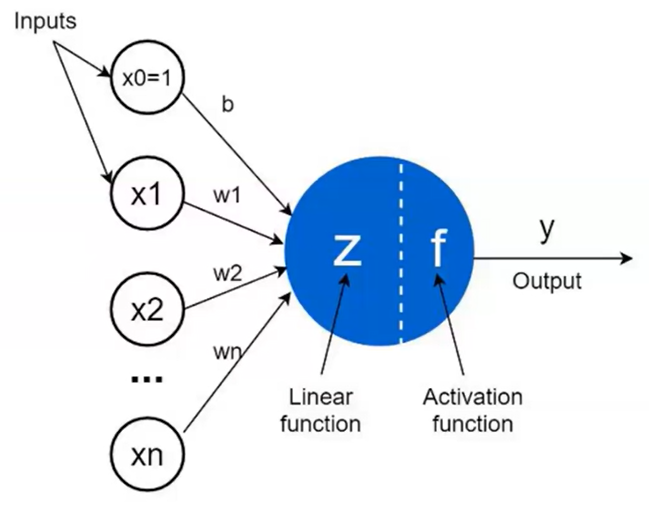 Inputs
x0=1
b
x1
w1
z
f
y
Output
x2
w2
wn
...
xn
Linear
function
Activation
function